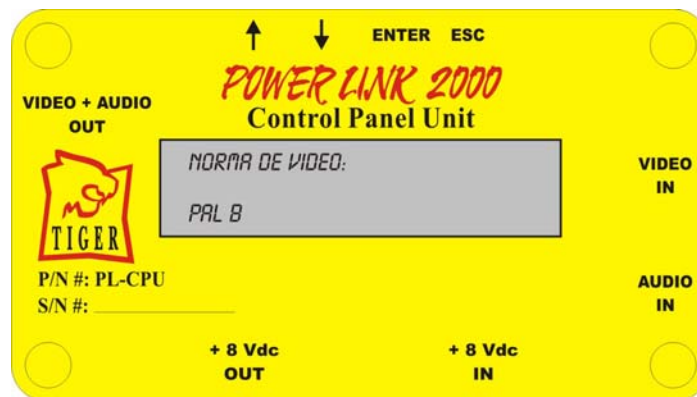 ↑ ↓ ENTER ESC
POWER LINK 2000
Control Panel Unit
VIDEO + AUDIO
OUT
NORMA DE VIDEO:
PAL B
VIDEO
IN
TIGER
P/N #: PL-CPU
S/N #:
AUDIO
IN
+ 8 Vdc
OUT
+ 8 Vdc
IN